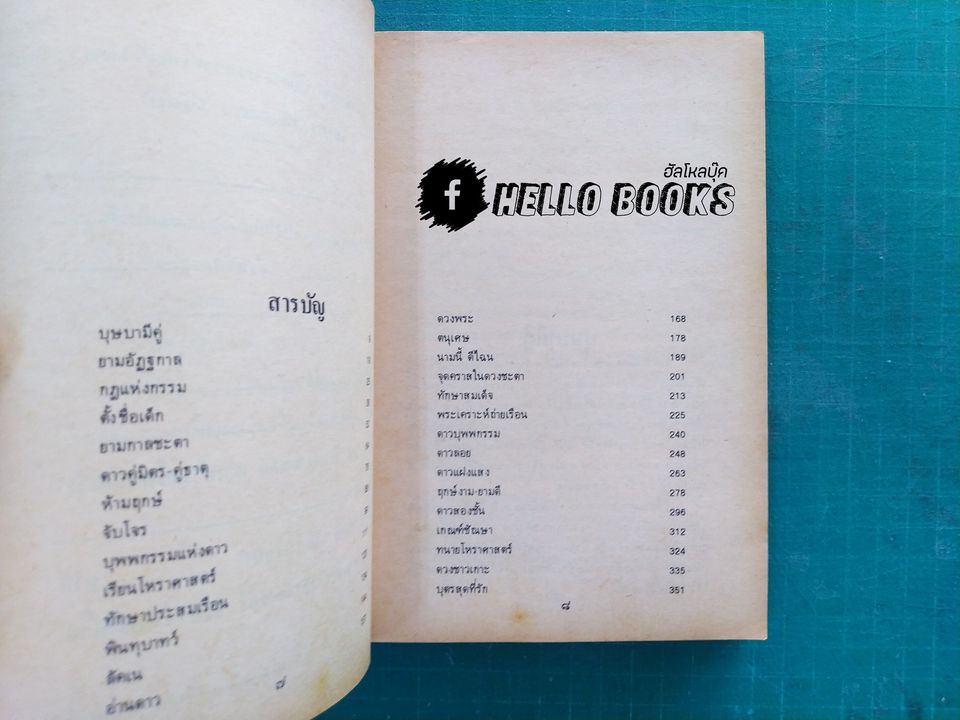 สารบัญ
บุษบามีคู่
ยามอัฏฐกาล
กฎแห่งกรรม
ตั้งชื่อเด็ก
ยามกาลชะตา
ดาวคู่มิตร-คู่ธาตุ
ห้ามฤกษ์
จับโจร
บุพพกรรมแห่งดาว
เรียนโหราศาสตร์
ทักษาประสมเรือน
พินทุบาทว์
ลัคเน
อ่านดาว
๗
ฮัลโหลบุ๊ค
f HELLO BOOKS
ดวงพระ 168
ตนุเศษ 178
นามนี้ ดีไฉน 189
จุดคราสในดวงชะตา 201
ทักษาสมเด็จ 213
พระเคราะห์ถ่ายเรือน 225
ดาวบุพพกรรม 240
ดาวลอย 248
ดาวแฝงแสง 263
ฤกษ์งาม-ยามดี 278
ดาวสองชั้น 296
เกณฑ์ชัณษา 312
ทนายโหราศาสตร์ 324
ดวงชาวเกาะ 335
บุตรสุดที่รัก 351
๘